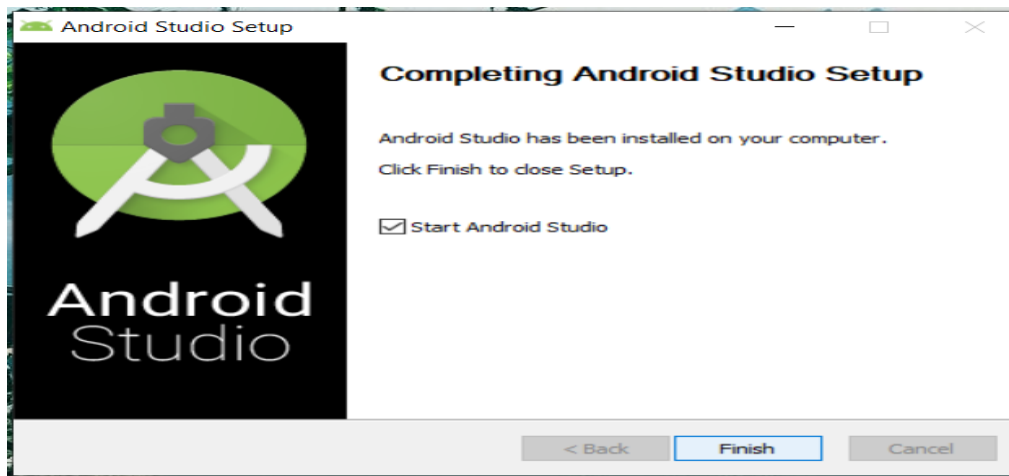 Android Studio Setup
Completing Android Studio Setup
Android Studio has been installed on your computer.
Click Finish to close Setup.
Start Android Studio
Android
Studio
< Back
Finish
Cancel